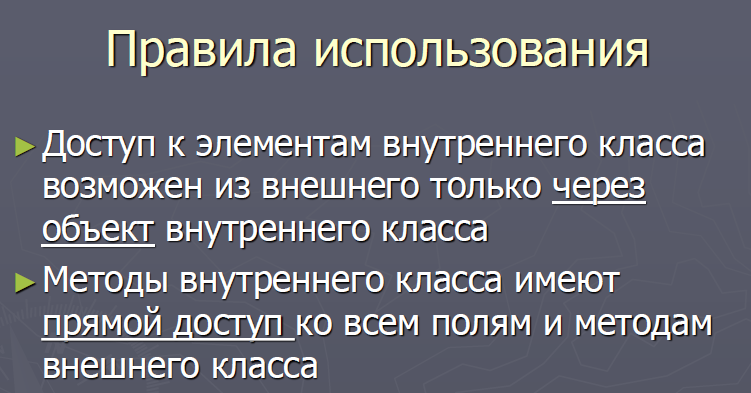 Правила использования
► Доступ к элементам внутреннего класса
возможен из внешнего только через
объект внутреннего класса
► Методы внутреннего класса имеют
прямой доступ ко всем полям и методам
внешнего класса